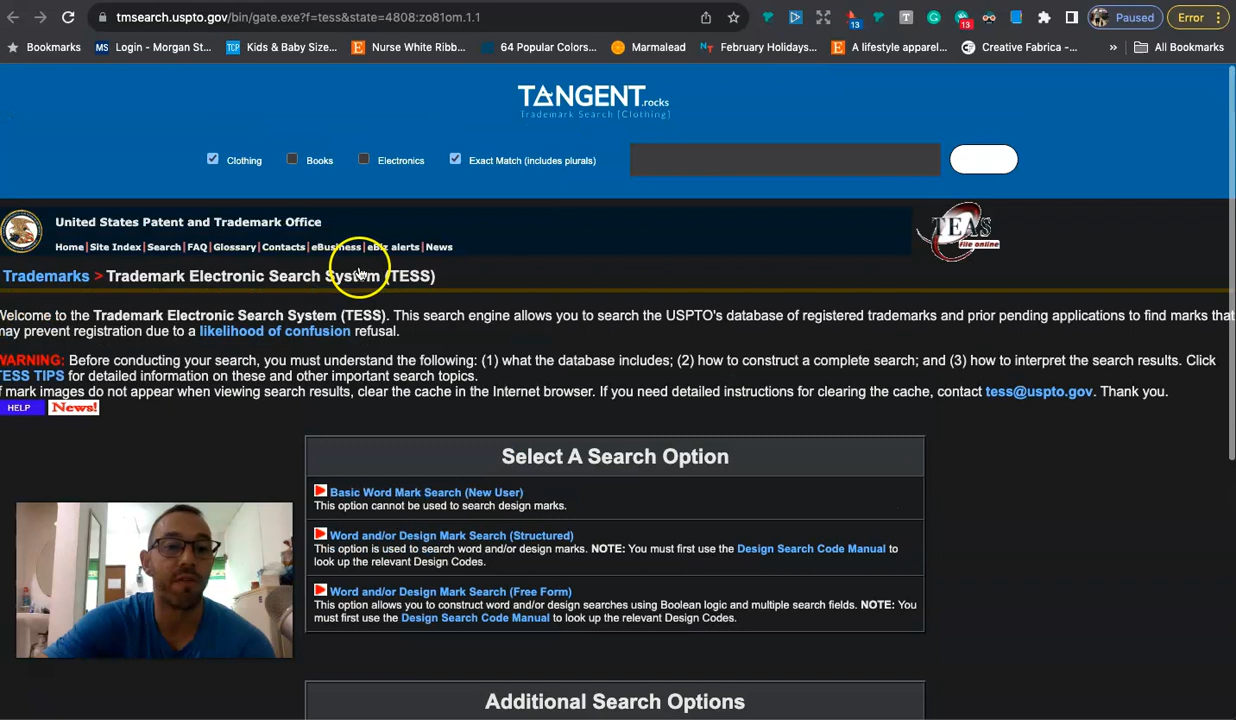 tmsearch.uspto.gov/bin/gate.exe?f=tess&state=4808:zo81om.1.1
13
T
13
Paused
Error
Bookmarks
MS Login - Morgan St...
TCP Kids & Baby Size...
E Nurse White Ribb...
64 Popular Colors...
Marmalead
NT February Holidays...
E A lifestyle apparel...
Creative Fabrica -...
»
All Bookmarks
TANGENT.rocks
Trademark Search [Clothing]
Clothing
Books
Electronics
Exact Match (includes plurals)
United States Patent and Trademark Office
Home|Site Index|Search|FAQ|Glossary|Contacts|eBusiness|eBiz alerts|News
TEAS
file online
Trademarks > Trademark Electronic Search System (TESS)
Welcome to the Trademark Electronic Search System (TESS). This search engine allows you to search the USPTO's database of registered trademarks and prior pending applications to find marks that
may prevent registration due to a likelihood of confusion refusal.
WARNING: Before conducting your search, you must understand the following: (1) what the database includes; (2) how to construct a complete search; and (3) how to interpret the search results. Click
TESS TIPS for detailed information on these and other important search topics.
f mark images do not appear when viewing search results, clear the cache in the Internet browser. If you need detailed instructions for clearing the cache, contact tess@uspto.gov. Thank you.
HELP News!
Select A Search Option
Basic Word Mark Search (New User)
This option cannot be used to search design marks.
Word and/or Design Mark Search (Structured)
This option is used to search word and/or design marks. NOTE: You must first use the Design Search Code Manual to
look up the relevant Design Codes.
Word and/or Design Mark Search (Free Form)
This option allows you to construct word and/or design searches using Boolean logic and multiple search fields. NOTE: You
must first use the Design Search Code Manual to look up the relevant Design Codes.
Additional Search Options